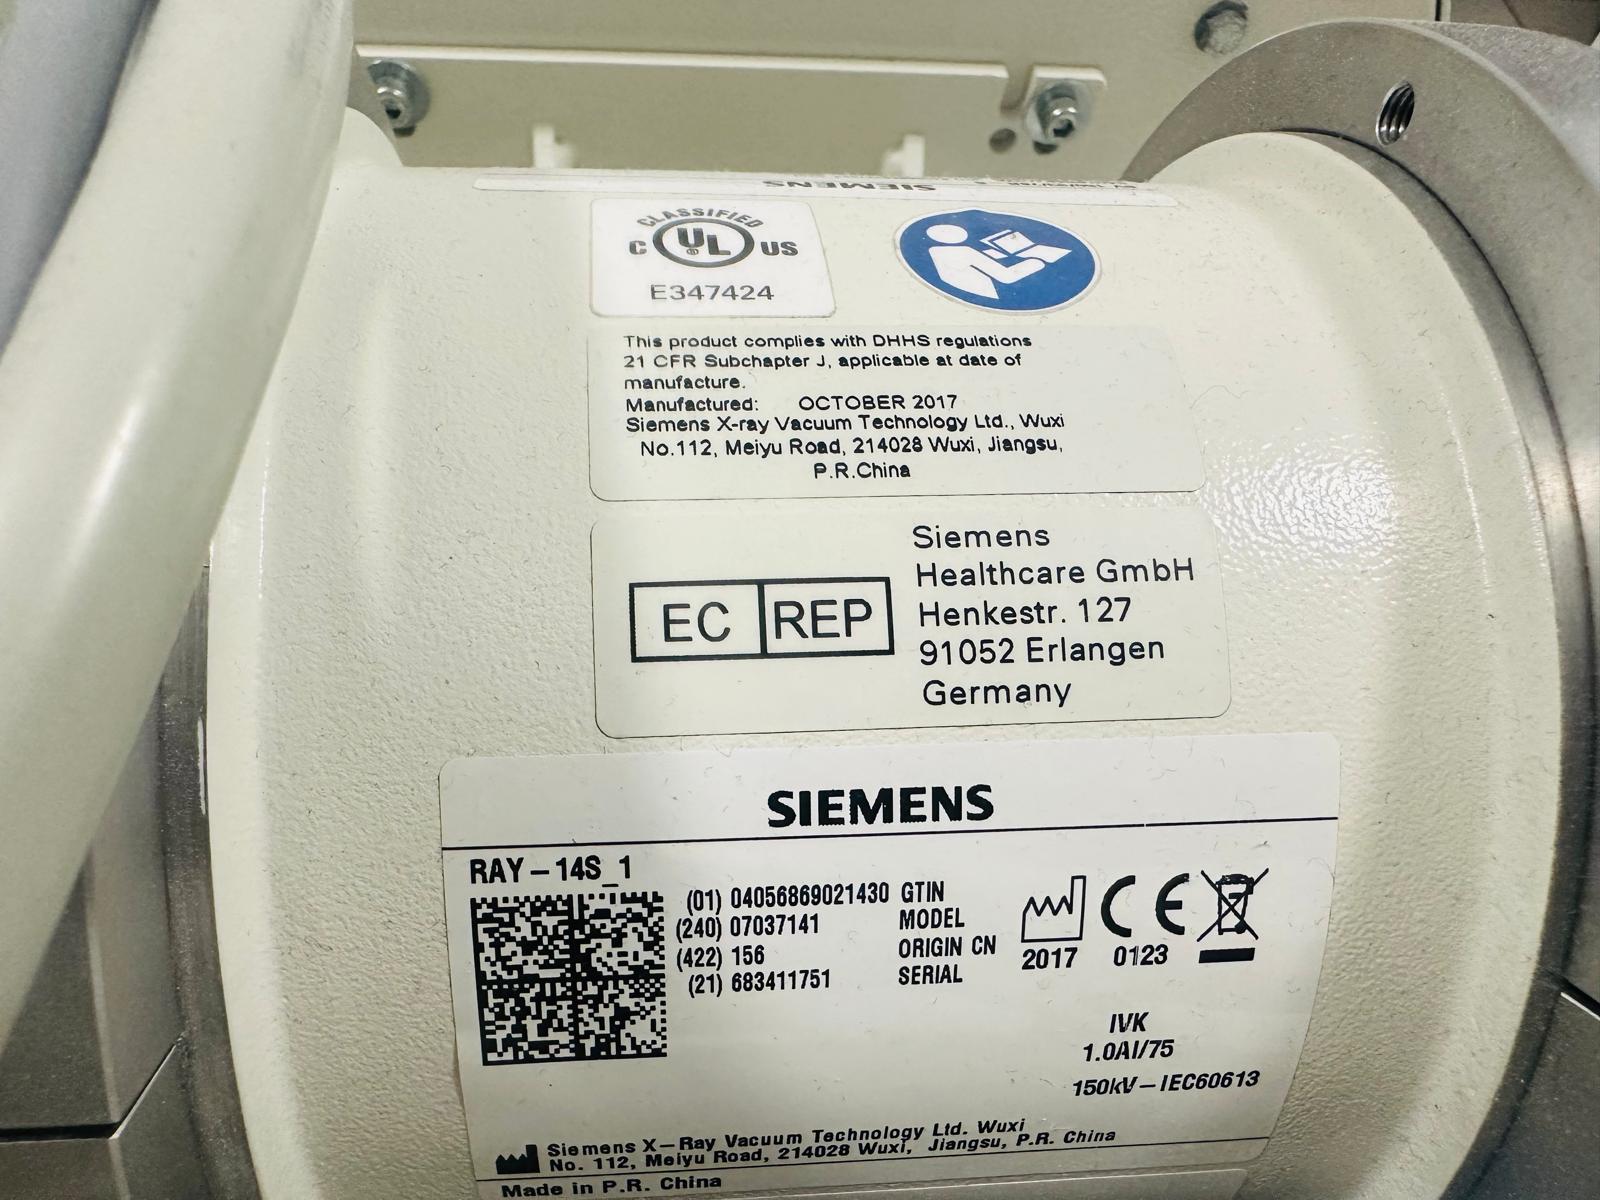 SIEMENS
CLASSIFIED
C UL US
®
E347424
This product complies with DHHS regulations
21 CFR Subchapter J, applicable at date of
manufacture.
Manufactured: OCTOBER 2017
Siemens X-ray Vacuum Technology Ltd., Wuxi
No.112, Meiyu Road, 214028 Wuxi, Jiangsu,
P.R.China
EC REP
Siemens
Healthcare GmbH
Henkestr. 127
91052 Erlangen
Germany
SIEMENS
RAY-14S_1
(01) 04056869021430 GTIN
(240) 07037141 MODEL
(422) 156 ORIGIN CN
(21) 683411751 SERIAL
2017
CE
0123
IVK
1.0Al/75
150kV-IEC60613
Siemens X-Ray Vacuum Technology Ltd. Wuxi
No. 112, Meiyu Road, 214028 Wuxi, Jiangsu, P.R. China
Made in P.R. China